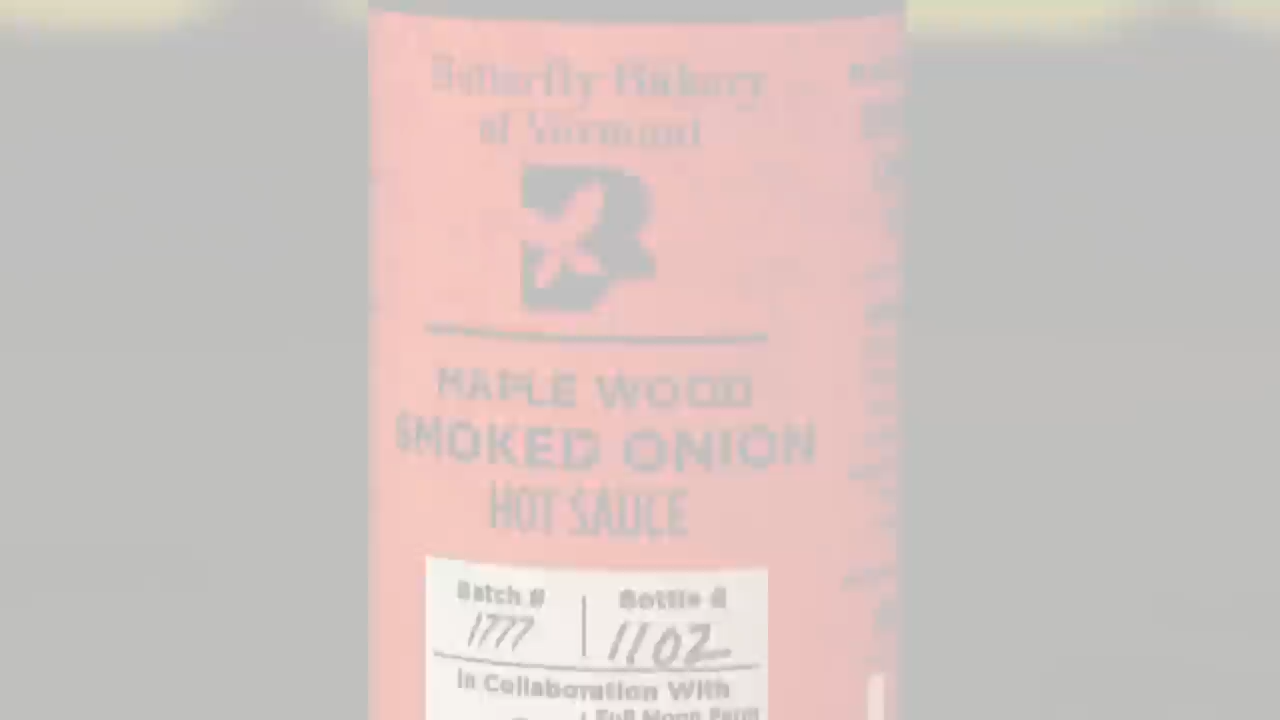 Butterfly Bakery
of Vermont
B
MAPLE WOOD
SMOKED ONION
HOT SAUCE
Batch # Bottle #
1777 1102
In Collaboration With
Full Moon Farm